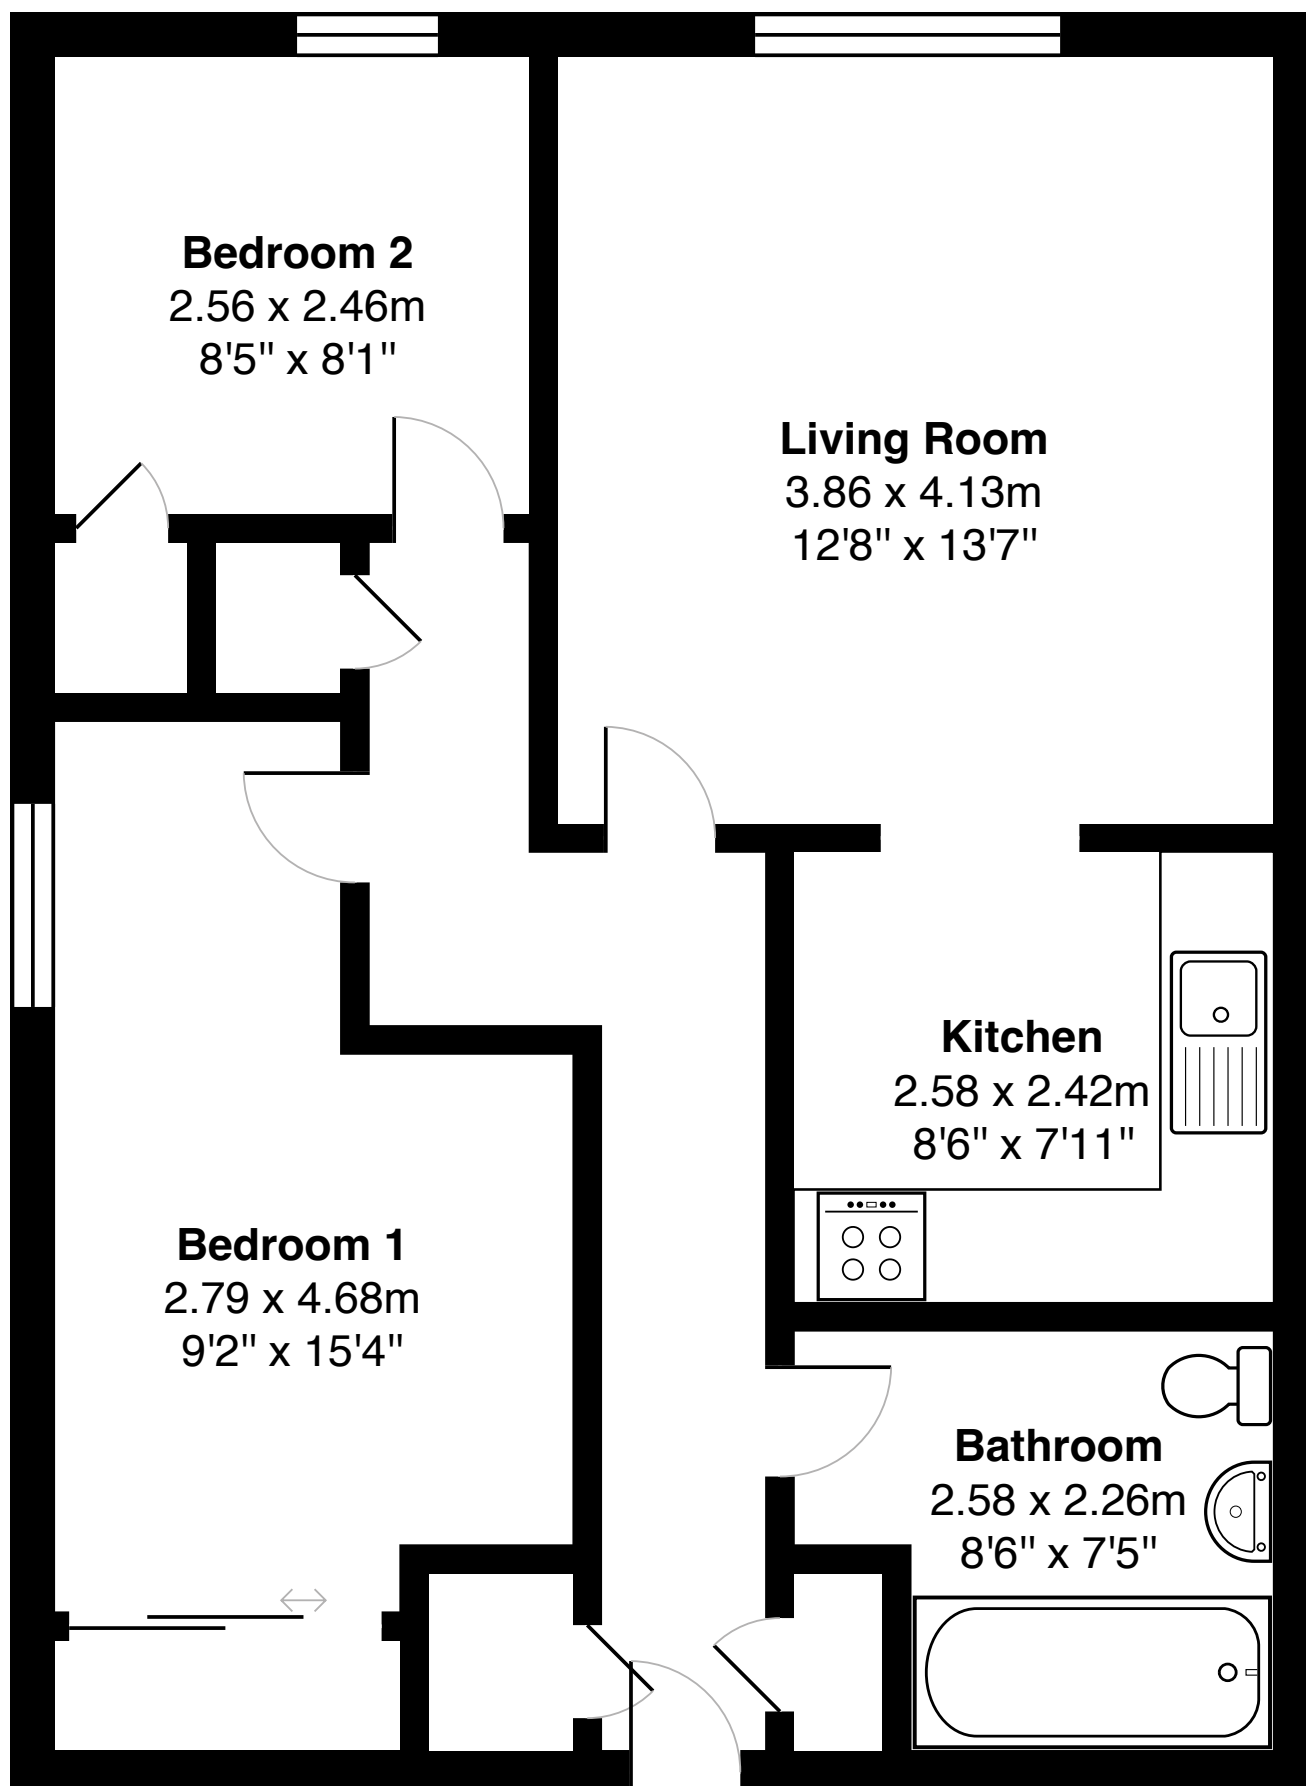 Bedroom 2
2.56 x 2.46m
8'5" x 8'1"
Living Room
3.86 x 4.13m
12'8" x 13'7"
Kitchen
2.58 x 2.42m
8'6" x 7'11"
Bedroom 1
2.79 x 4.68m
9'2" x 15'4"
Bathroom
2.58 x 2.26m
8'6" x 7'5"